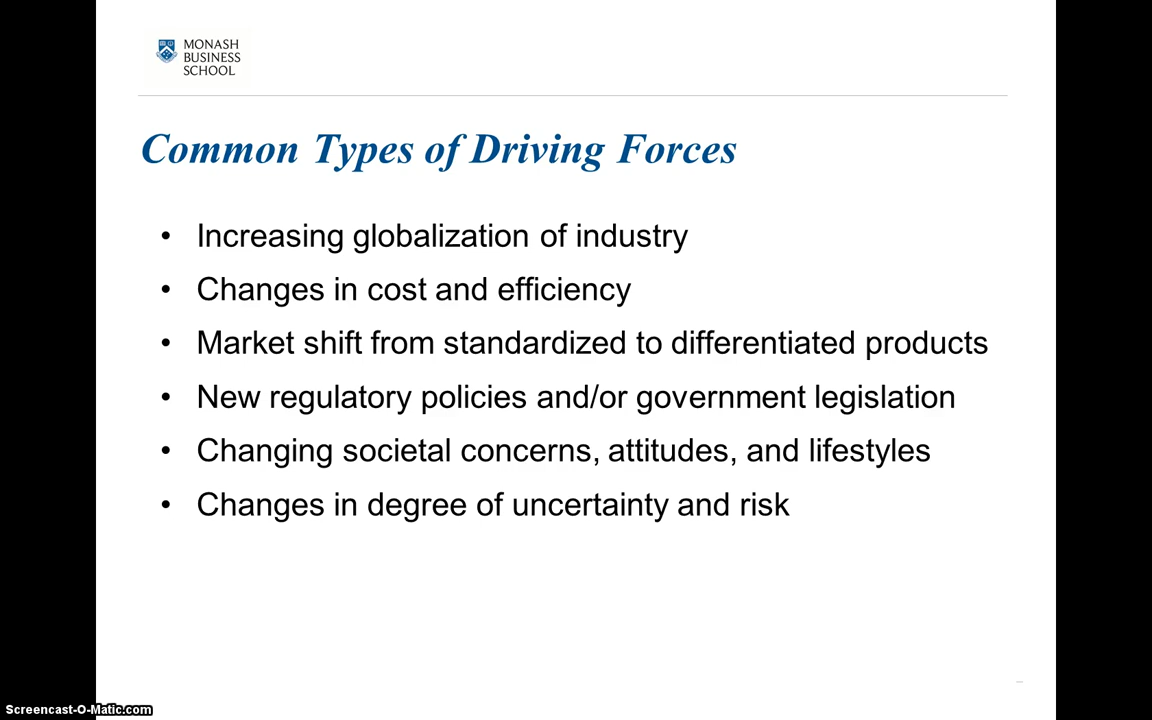 MONASH
BUSINESS
SCHOOL
Common Types of Driving Forces
• Increasing globalization of industry
• Changes in cost and efficiency
• Market shift from standardized to differentiated products
• New regulatory policies and/or government legislation
• Changing societal concerns, attitudes, and lifestyles
• Changes in degree of uncertainty and risk
Screencast-O-Matic.com